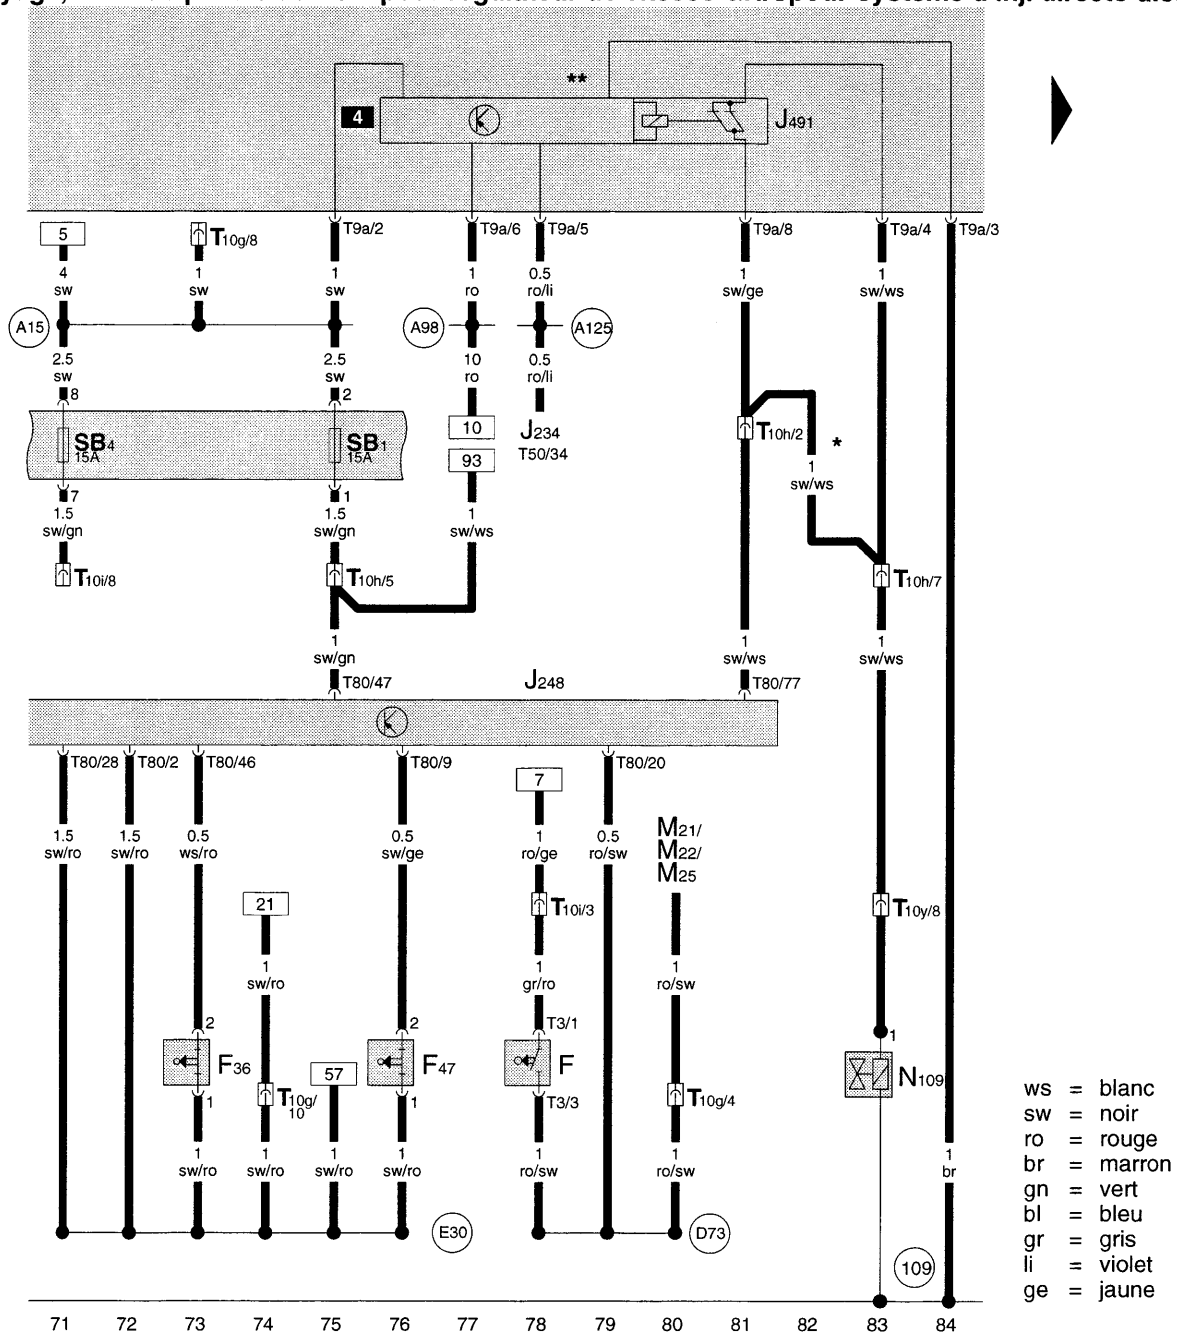 **
4
J491
5
T10g/8
T9a/2
T9a/6
T9a/5
T9a/8
T9a/4
T9a/3
4 sw
1 sw
1 sw
1 ro
0.5 ro/li
1 sw/ge
1 sw/ws
A15
A98
A125
2.5 sw
2.5 sw
10 ro
0.5 ro/li
8
2
10
J234
T50/34
T10h/2
*
SB4
15A
SB1
15A
93
1 sw/ws
7
1
1.5 sw/gn
1.5 sw/gn
1 sw/ws
T10i/8
T10h/5
T10h/7
1 sw/gn
1 sw/ws
1 sw/ws
T80/47
J248
T80/77
T80/28
T80/2
T80/46
T80/9
T80/20
7
1.5 sw/ro
1.5 sw/ro
0.5 ws/ro
0.5 sw/ge
1 ro/ge
0.5 ro/sw
M21/
M22/
M25
21
T10i/3
T10y/8
1 sw/ro
1 gr/ro
1 ro/sw
2
2
T3/1
1
F36
57
F47
F
N109
1
T10g/10
1
T3/3
T10g/4
1 sw/ro
1 sw/ro
1 sw/ro
1 sw/ro
1 ro/sw
1 ro/sw
1 br
E30
D73
109
ws = blanc
sw = noir
ro = rouge
br = marron
gn = vert
bl = bleu
gr = gris
li = violet
ge = jaune
71 72 73 74 75 76 77 78 79 80 81 82 83 84